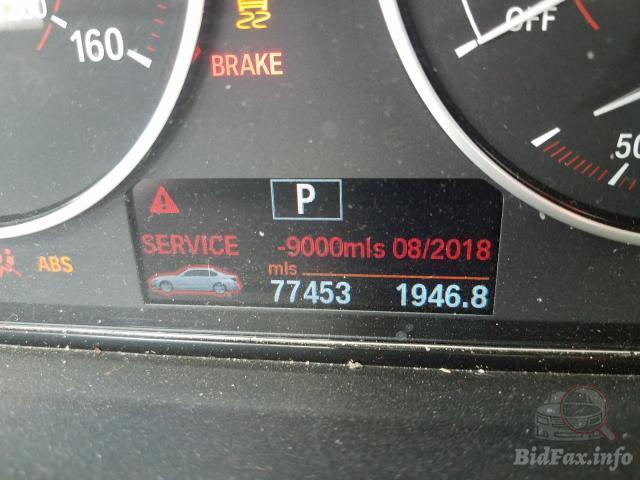 160
BRAKE
OFF
50
P
SERVICE -9000mls 08/2018
mls
77453 1946.8
ABS
BidFax.info